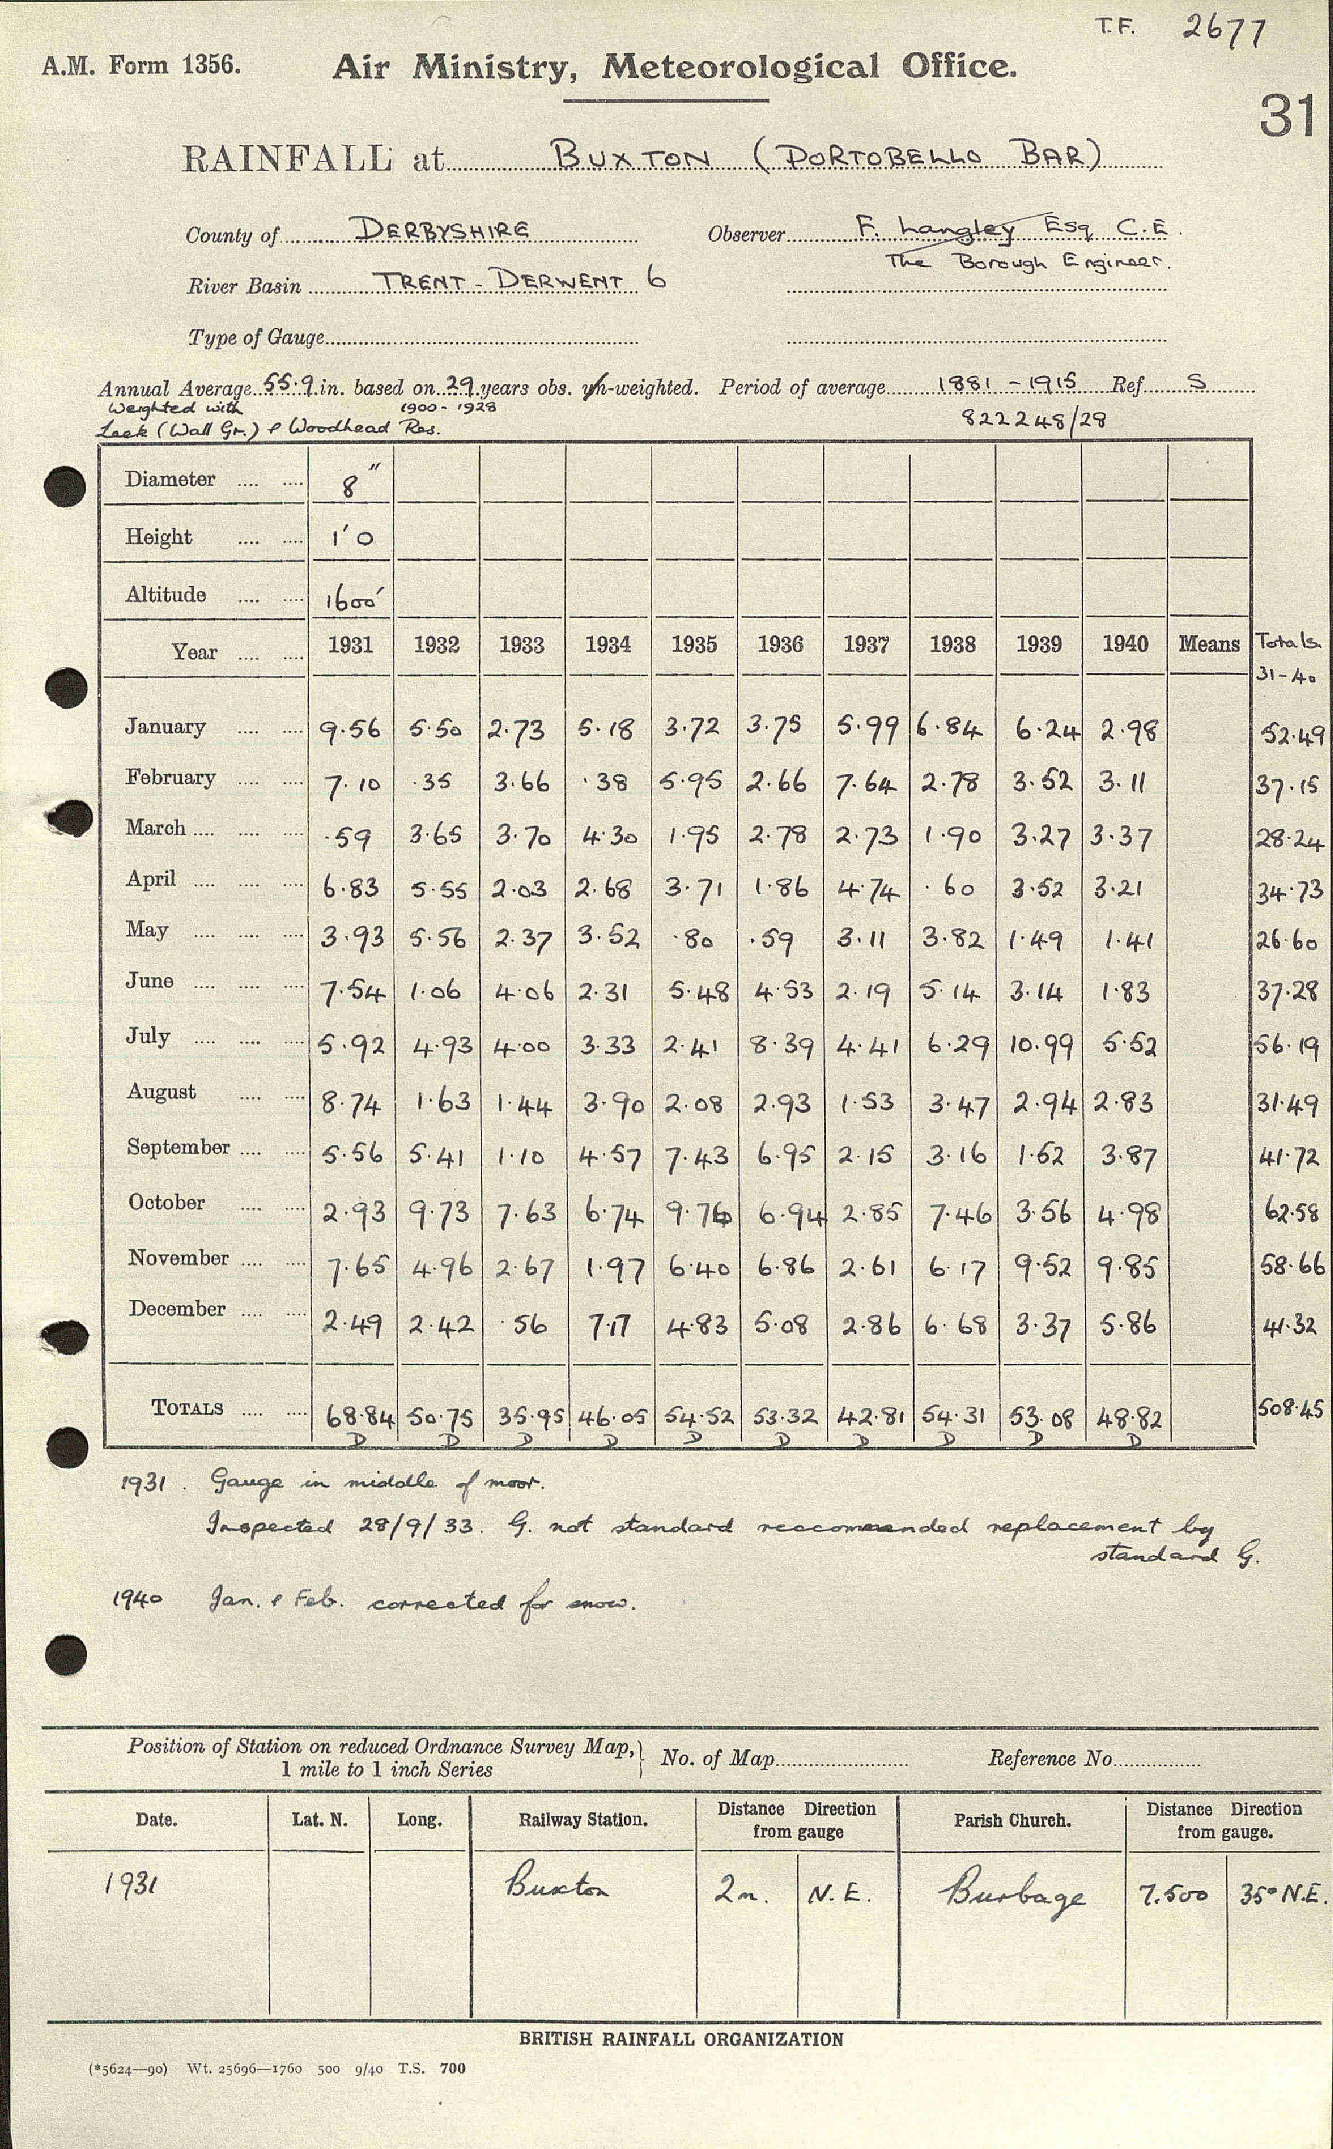 T.F. 2677
A.M. Form 1356. Air Ministry, Meteorological Office.
31
RAINFALL at BUXTON (PORTOBELLO BAR)
County of DERBYSHIRE Observer F. Langley Esq C.E.
The Borough Engineer.
River Basin TRENT - DERWENT 6
Type of Gauge
Annual Average 55.9 in. based on 29 years obs. un-weighted. Period of average 1881 - 1915 Ref S
Weighted with 1900 - 1928 822248/28
Leek (Wall Gr.) & Woodhead Res.
Diameter 8"
Height 1'0
Altitude 1600'
Year 1931 1932 1933 1934 1935 1936 1937 1938 1939 1940 Means Totals
31-40
January 9.56 5.50 2.73 5.18 3.72 3.75 5.99 6.84 6.24 2.98 52.49
February 7.10 .35 3.66 .38 5.95 2.66 7.64 2.78 3.52 3.11 37.15
March .59 3.65 3.70 4.30 1.95 2.78 2.73 1.90 3.27 3.37 28.24
April 6.83 5.55 2.03 2.68 3.71 1.86 4.74 .60 3.52 3.21 34.73
May 3.93 5.56 2.37 3.52 .80 .59 3.11 3.82 1.49 1.41 26.60
June 7.54 1.06 4.06 2.31 5.48 4.53 2.19 5.14 3.14 1.83 37.28
July 5.92 4.93 4.00 3.33 2.41 8.39 4.41 6.29 10.99 5.52 56.19
August 8.74 1.63 1.44 3.90 2.08 2.93 1.53 3.47 2.94 2.83 31.49
September 5.56 5.41 1.10 4.57 7.43 6.95 2.15 3.16 1.52 3.87 41.72
October 2.93 9.73 7.63 6.74 9.76 6.94 2.85 7.46 3.56 4.98 62.58
November 7.65 4.96 2.67 1.97 6.40 6.86 2.61 6.17 9.52 9.85 58.66
December 2.49 2.42 .56 7.17 4.83 5.08 2.86 6.68 3.37 5.86 41.32
TOTALS 68.84 50.75 35.95 46.05 54.52 53.32 42.81 54.31 53.08 48.82 508.45
D D D D D D D D D D
1931. Gauge in middle of moor.
Inspected 28/9/33. G. not standard reccommended replacement by
standard G.
1940 Jan. & Feb. corrected for snow.
Position of Station on reduced Ordnance Survey Map, No. of Map Reference No.
1 mile to 1 inch Series
Date. Lat. N. Long. Railway Station. Distance Direction Parish Church. Distance Direction
from gauge from gauge.
1931 Buxton 2m. N.E. Burbage 7.500 35° N.E.
BRITISH RAINFALL ORGANIZATION
(*5624—90) Wt. 25696—1760 500 9/40 T.S. 700